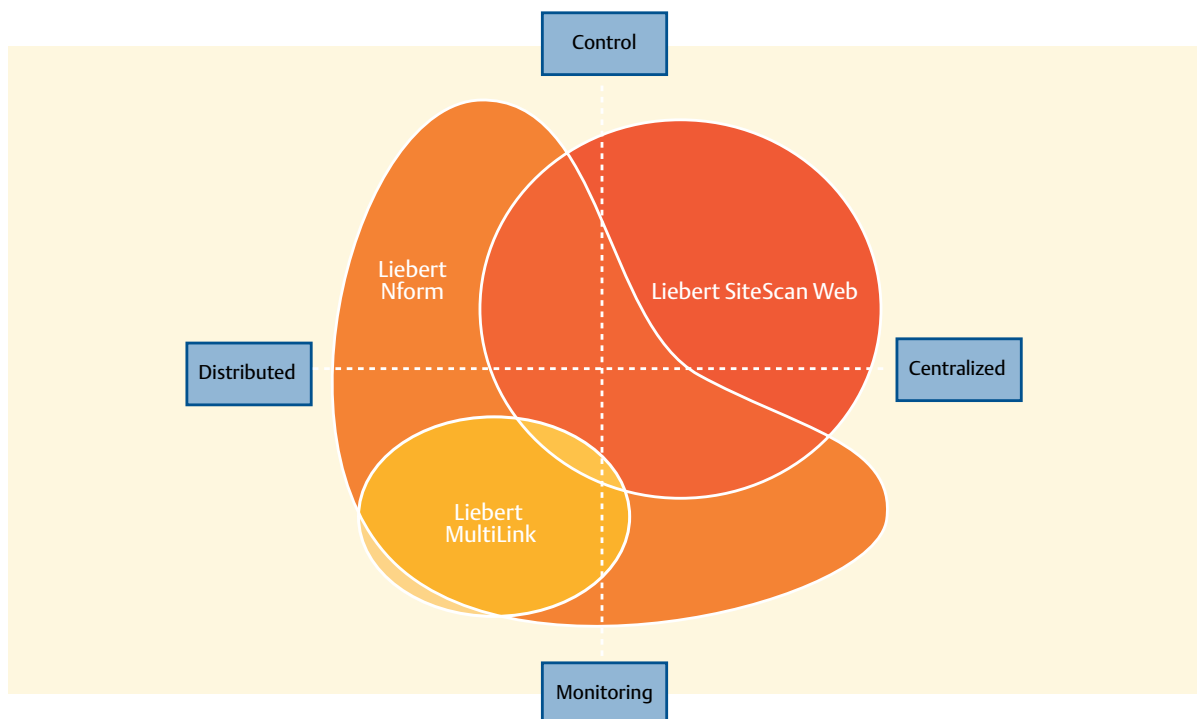 Control
Liebert
Nform
Liebert SiteScan Web
Distributed
Centralized
Liebert
MultiLink
Monitoring